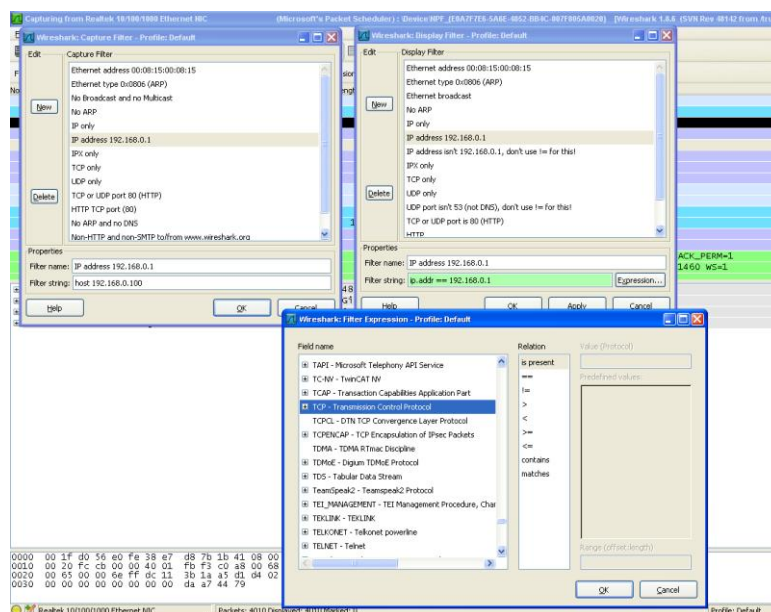 Capturing from Realtek 10/100/1000 Ethernet NIC (Microsoft's Packet Scheduler) : [Wireshark 1.6.6 (SVN Rev
Wireshark: Capture Filter - Profile: Default
Edit
Capture Filter
Ethernet address 00:08:15:00:08:15
Ethernet type 0x0806 (ARP)
No Broadcast and no Multicast
New
No ARP
IP only
IP address 192.168.0.1
IPX only
TCP only
UDP only
Delete
TCP or UDP port 80 (HTTP)
HTTP TCP port (80)
No ARP and no DNS
Non-HTTP and non-SMTP to/from www.wireshark.org
Properties
Filter name: IP address 192.168.0.1
Filter string: host 192.168.0.100
Help
OK
Cancel
Wireshark: Display Filter - Profile: Default
Edit
Display Filter
Ethernet address 00:08:15:00:08:15
Ethernet type 0x0806 (ARP)
Ethernet broadcast
New
No ARP
IP only
IP address 192.168.0.1
IP address isn't 192.168.0.1, don't use != for this!
IPX only
TCP only
Delete
UDP only
UDP port isn't 53 (not DNS), don't use != for this!
TCP or UDP port is 80 (HTTP)
HTTP
Properties
Filter name: IP address 192.168.0.1
Filter string: ip.addr == 192.168.0.1
Expression...
Help
OK
Apply
Cancel
ACK_PERM=1
1460 WS=1
Wireshark: Filter Expression - Profile: Default
Field name
TAPI - Microsoft Telephony API Service
TC-NV - TwinCAT NV
TCAP - Transaction Capabilities Application Part
TCP - Transmission Control Protocol
TCPCL - DTN TCP Convergence Layer Protocol
TCPENCAP - TCP Encapsulation of IPsec Packets
TDMA - TDMA RTmac Discipline
TDMoE - Digium TDMoE Protocol
TDS - Tabular Data Stream
TeamSpeak2 - Teamspeak2 Protocol
TEI_MANAGEMENT - TEI Management Procedure, Chan
TEKLINK - TEKLINK
TELKONET - Telkonet powerline
TELNET - Telnet
Relation
is present
==
!=
>
<
>=
<=
contains
matches
Value (Protocol)
Predefined values:
Range (offset:length)
OK
Cancel
0000 00 1f d0 56 e0 fe 38 e7 d8 7b 1b 41 08 00
0010 00 20 fc cb 00 00 40 01 fb f3 c0 a8 00 68
0020 00 65 00 00 6e ff dc 11 3b 1a a5 d1 d4 02
0030 00 00 00 00 00 00 00 00 da a7 44 79
Realtek 10/100/1000 Ethernet NIC
Packets: 4010 Displayed: 4010 Marked: 0
Profile: Default